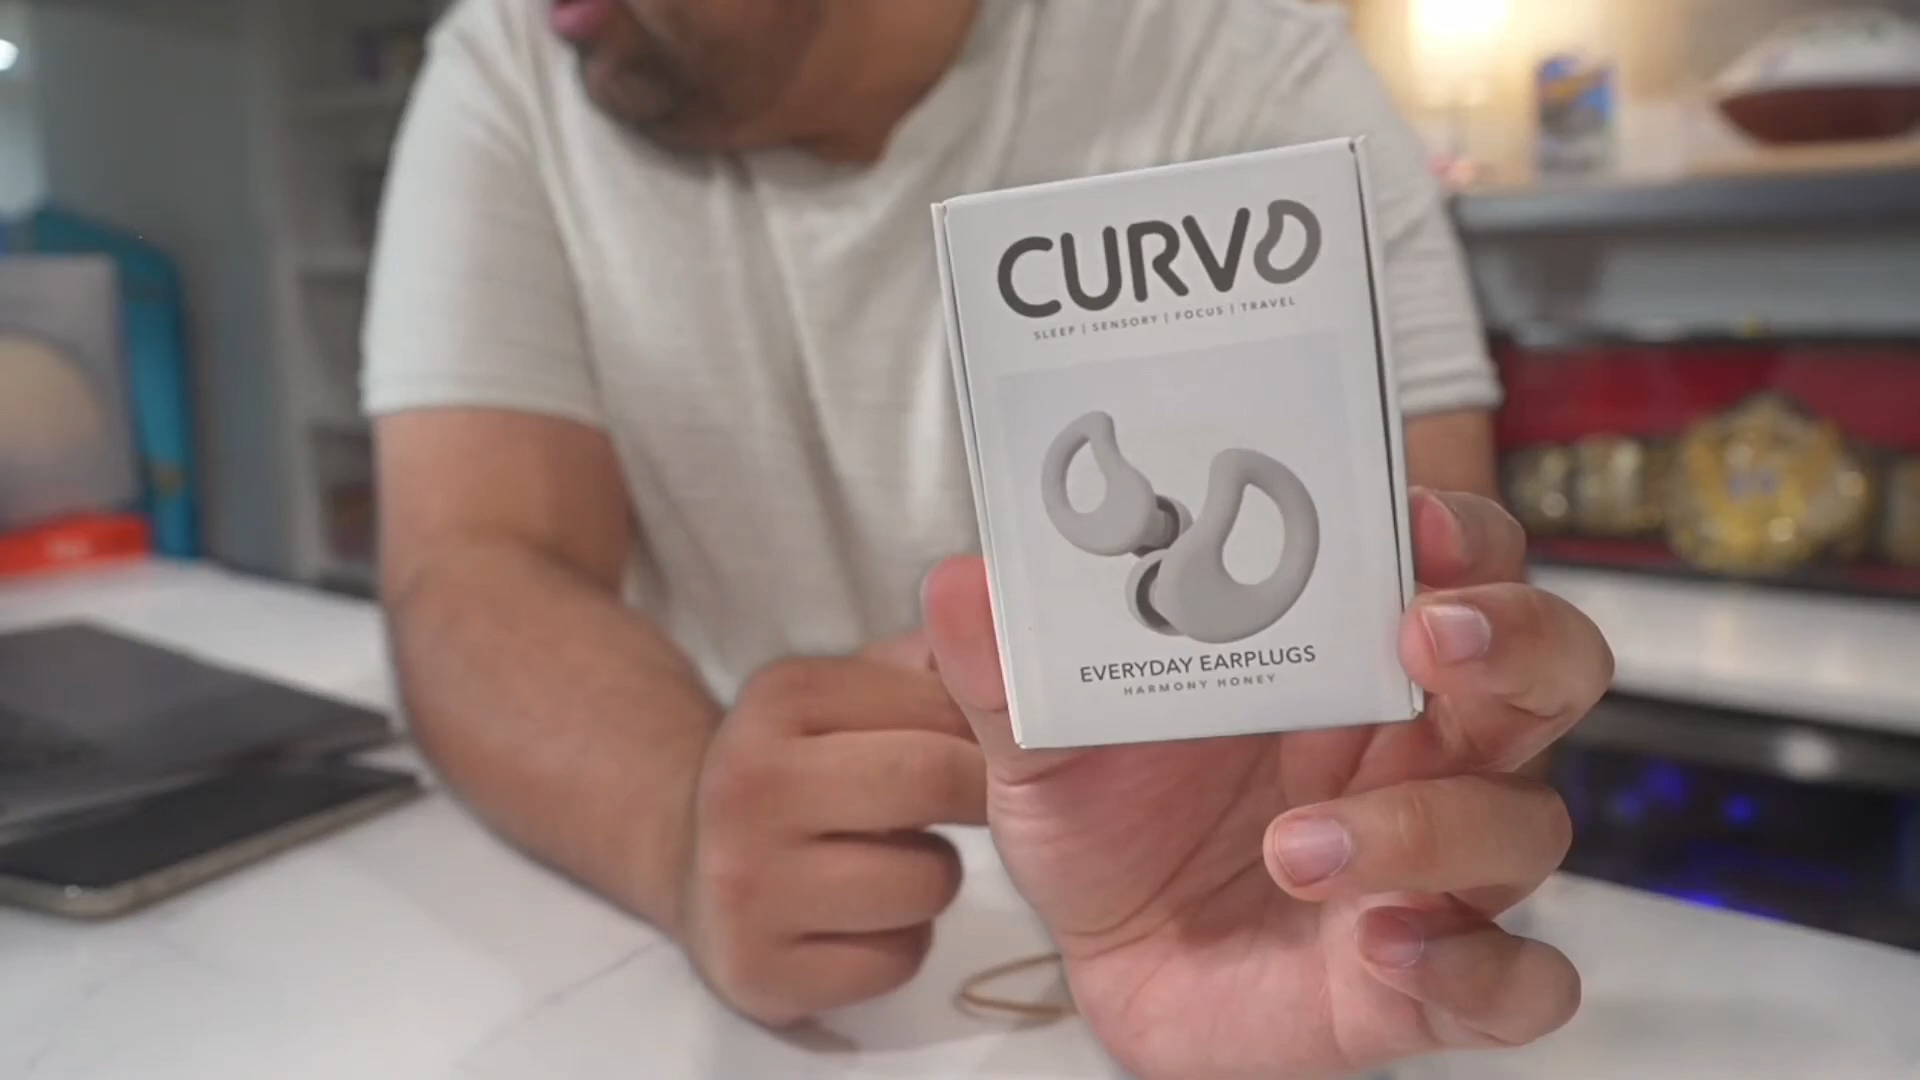 CURVO
SLEEP | SENSORY | FOCUS | TRAVEL
EVERYDAY EARPLUGS
HARMONY HONEY